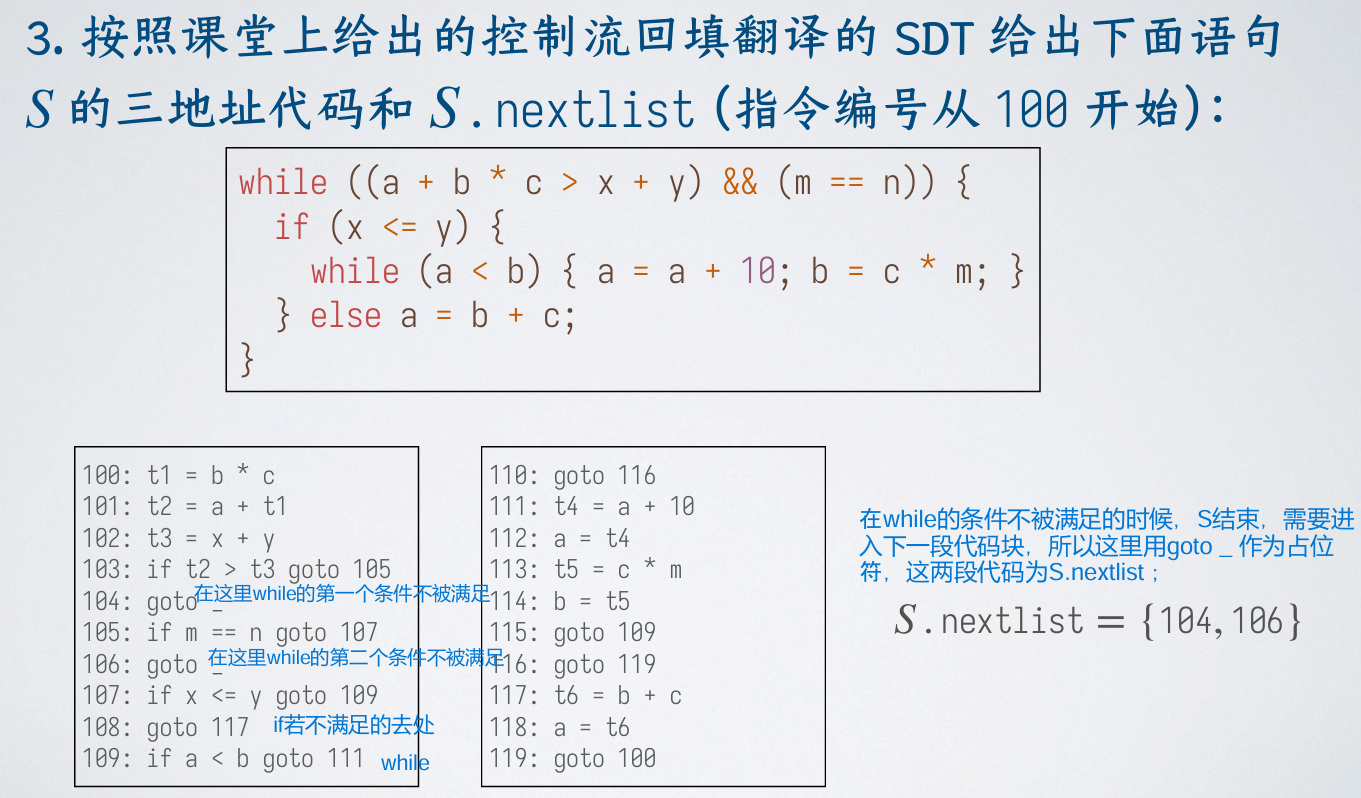 3. 按照课堂上给出的控制流回填翻译的 SDT 给出下面语句
S 的三地址代码和 S.nextlist (指令编号从 100 开始):
while ((a + b * c > x + y) && (m == n)) {
if (x <= y) {
while (a < b) { a = a + 10; b = c * m; }
} else a = b + c;
}
100: t1 = b * c
101: t2 = a + t1
102: t3 = x + y
103: if t2 > t3 goto 105
104: goto _ 在这里while的第一个条件不被满足
105: if m == n goto 107
106: goto _ 在这里while的第二个条件不被满足
107: if x <= y goto 109
108: goto 117 if若不满足的去处
109: if a < b goto 111 while
110: goto 116
111: t4 = a + 10
112: a = t4
113: t5 = c * m
114: b = t5
115: goto 109
116: goto 119
117: t6 = b + c
118: a = t6
119: goto 100
在while的条件不被满足的时候，S结束，需要进
入下一段代码块，所以这里用goto _ 作为占位
符，这两段代码为S.nextlist；
S.nextlist = {104,106}